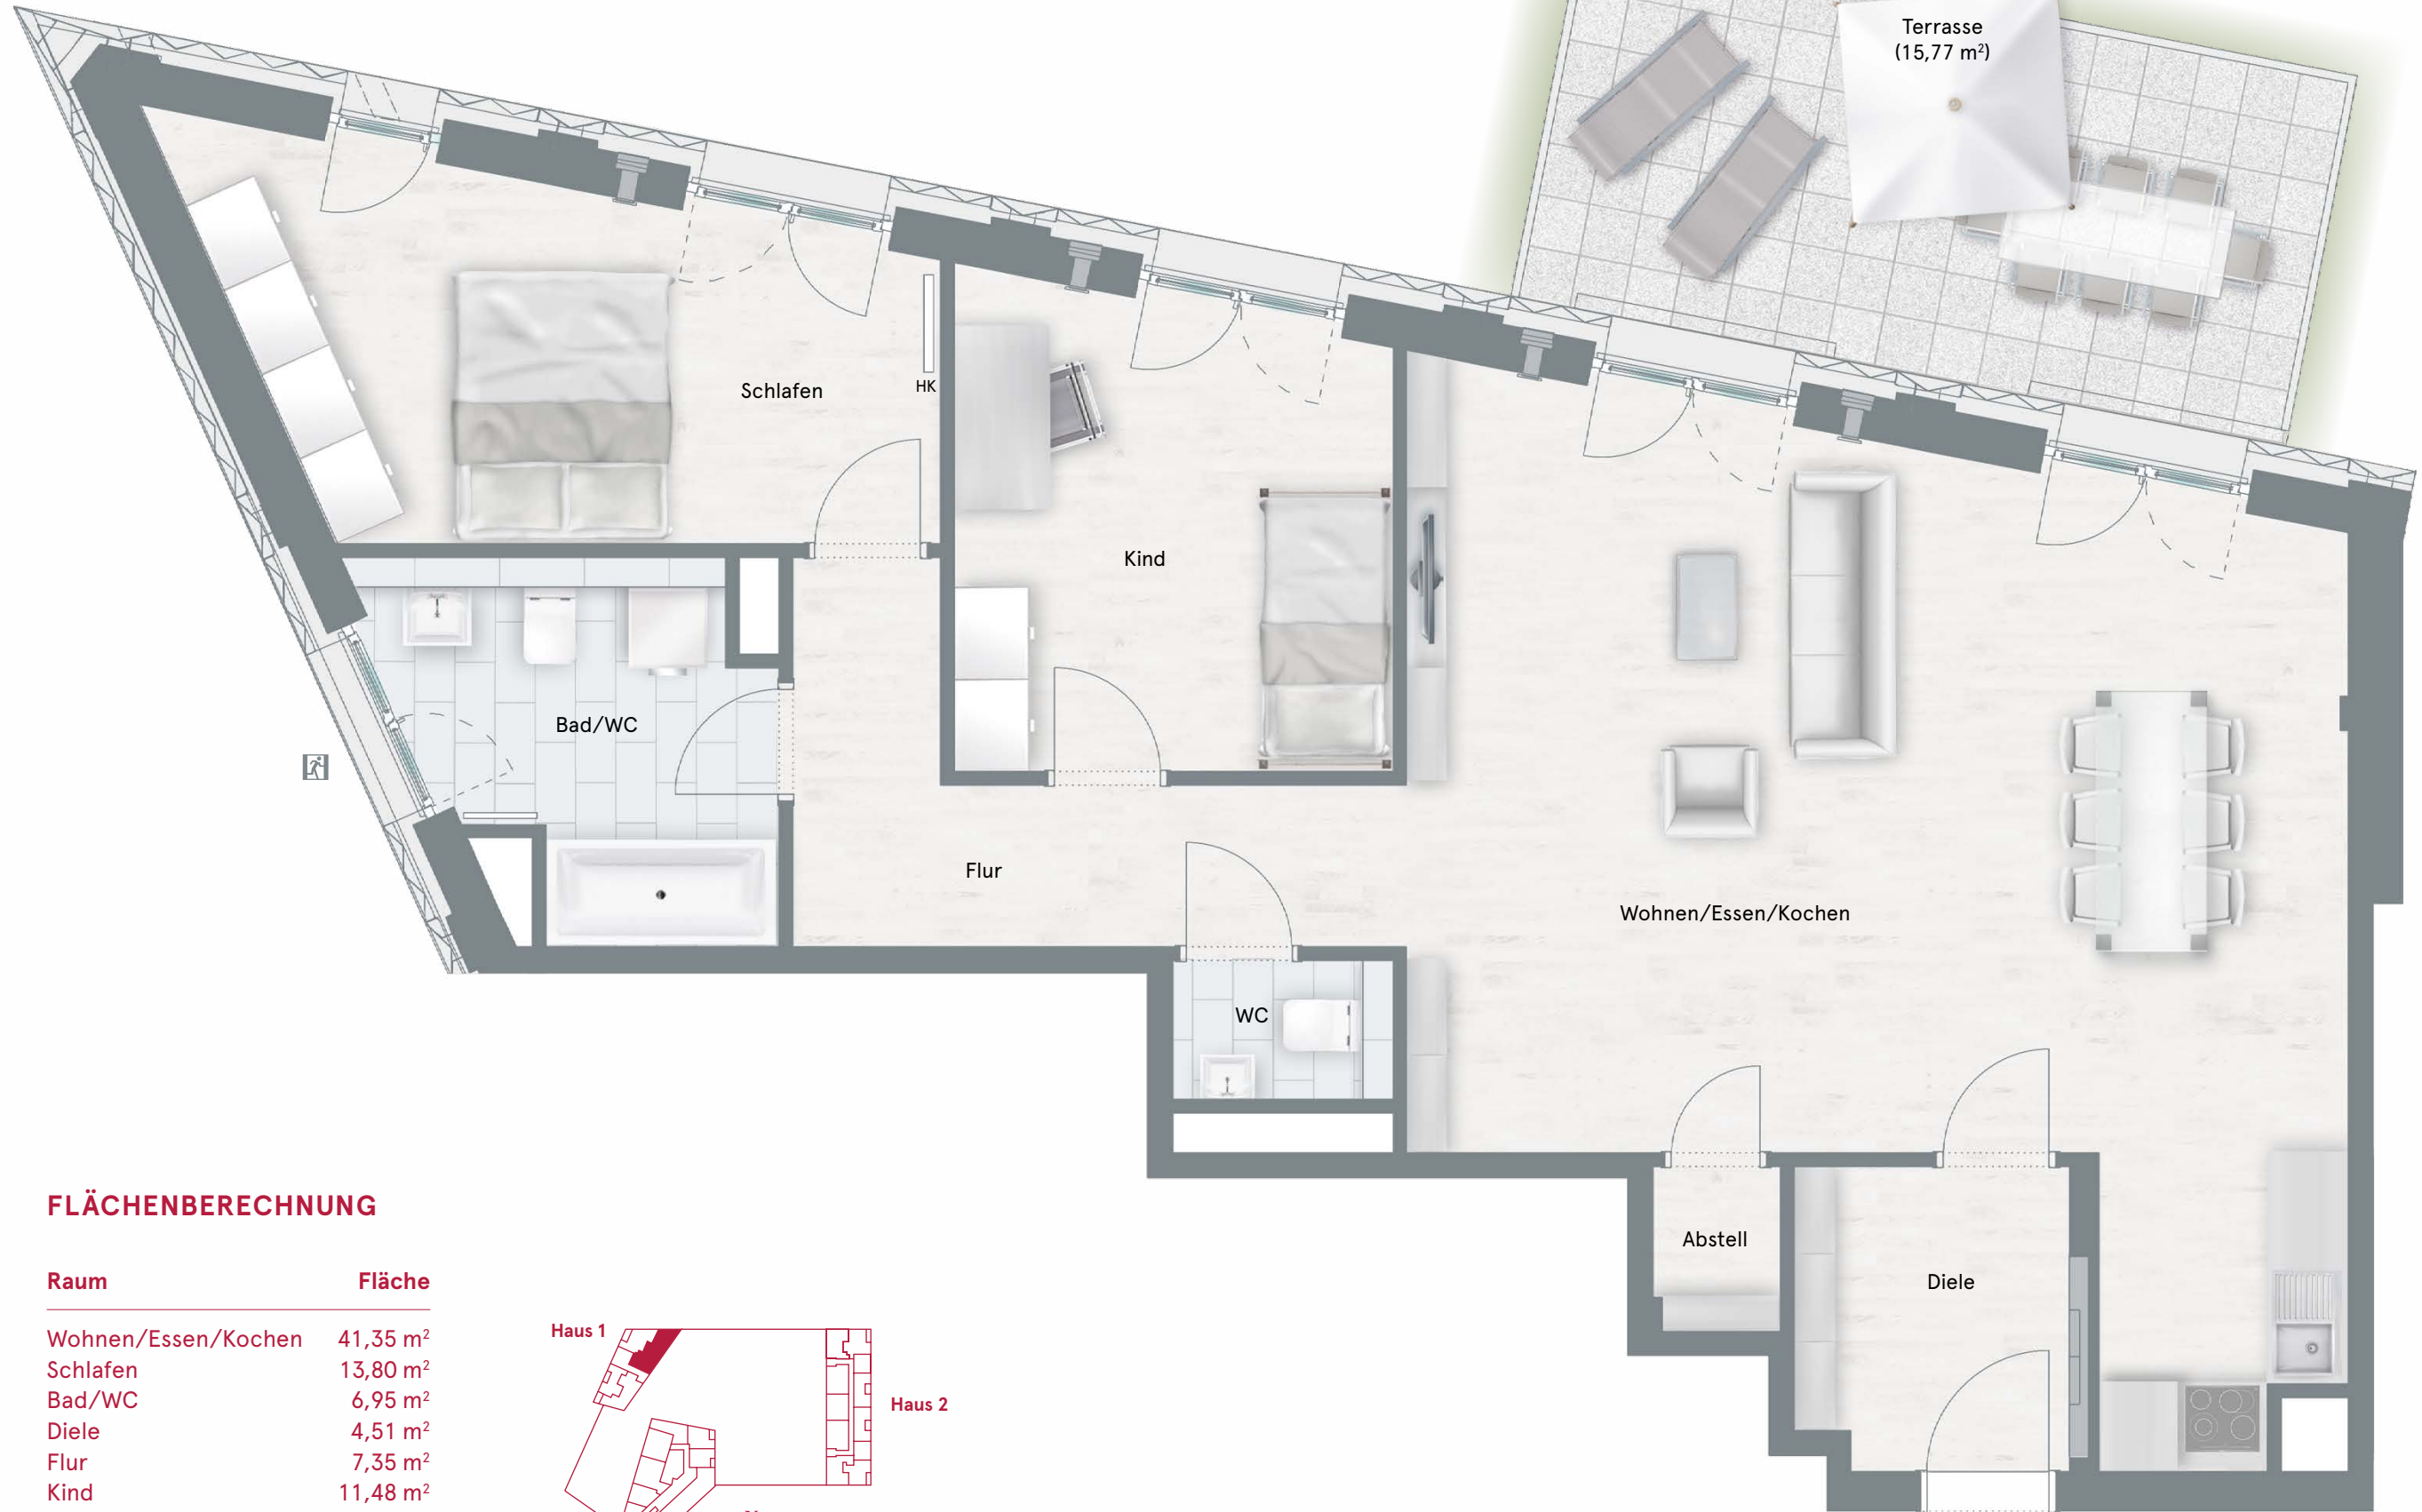 Terrasse
(15,77 m²)
Schlafen
HK
Kind
Bad/WC
Flur
Wohnen/Essen/Kochen
WC
Abstell
Diele
FLÄCHENBERECHNUNG
Raum Fläche
Wohnen/Essen/Kochen 41,35 m²
Schlafen 13,80 m²
Bad/WC 6,95 m²
Diele 4,51 m²
Flur 7,35 m²
Kind 11,48 m²
Haus 1
Haus 2